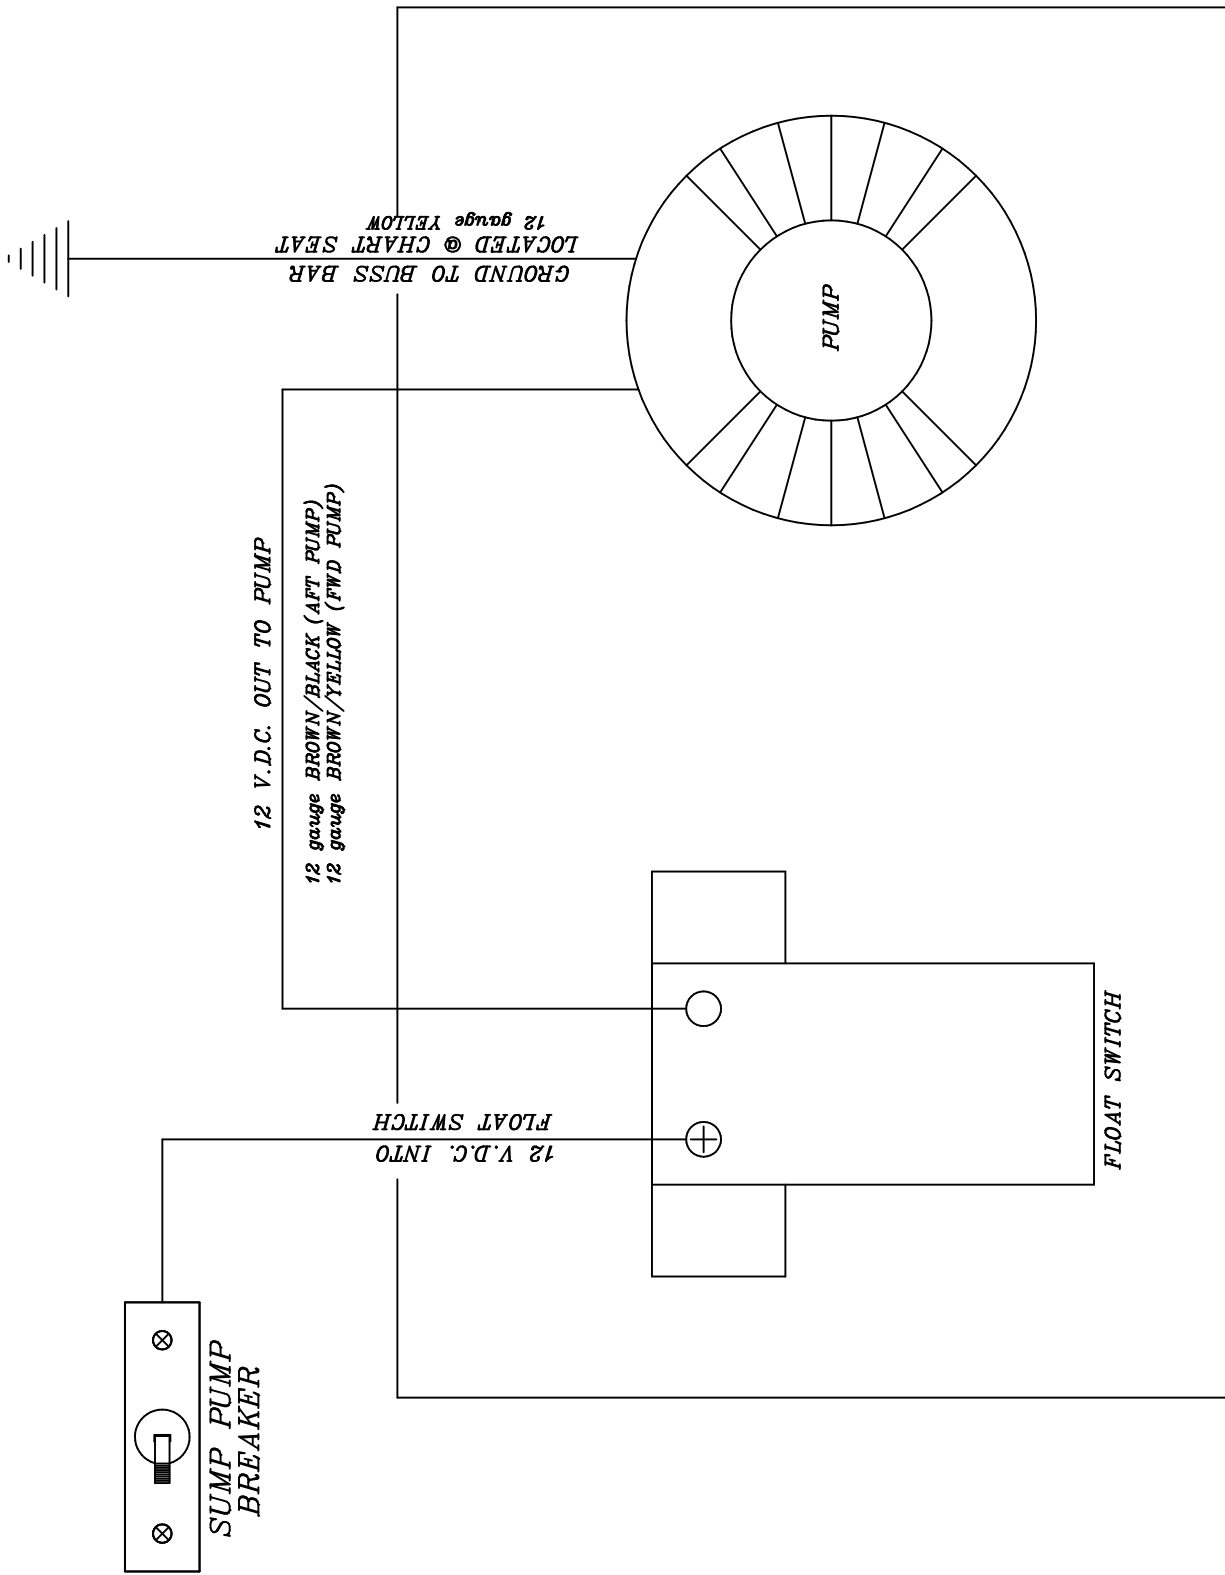 12 gauge YELLOW
LOCATED @ CHART SEAT
GROUND TO BUSS BAR
PUMP
12 V.D.C. OUT TO PUMP
12 gauge BROWN/BLACK (AFT PUMP)
12 gauge BROWN/YELLOW (FWD PUMP)
12 V.D.C. INTO
FLOAT SWITCH
FLOAT SWITCH
SUMP PUMP
BREAKER